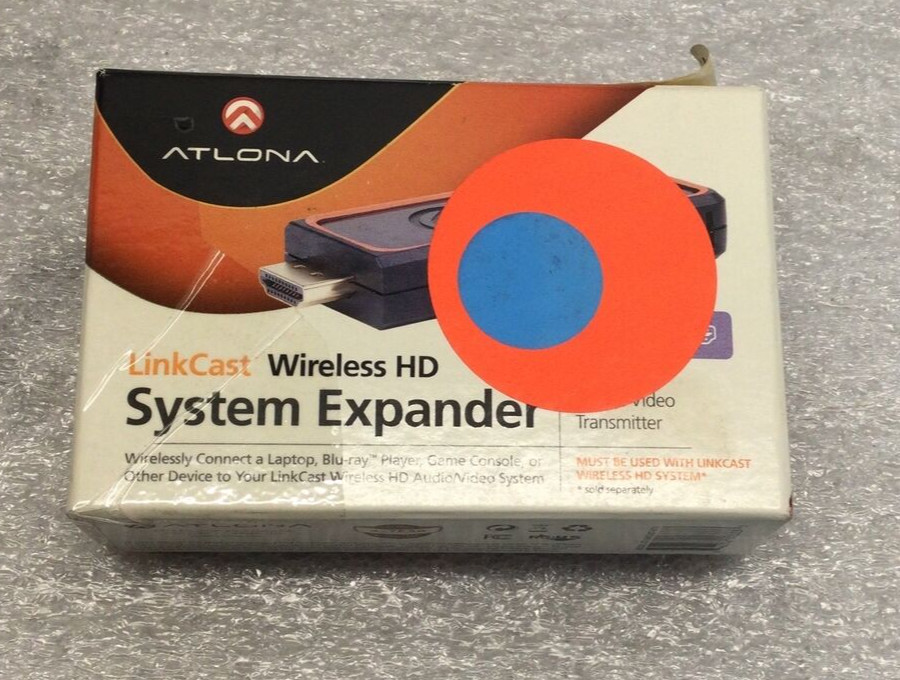 ATLONA
LinkCast Wireless HD
System Expander
Video
Transmitter
Wirelessly Connect a Laptop, Blu-ray™ Player, Game Console, or
Other Device to Your LinkCast Wireless HD Audio/Video System
MUST BE USED WITH LINKCAST
WIRELESS HD SYSTEM*
* sold separately
ATLONA